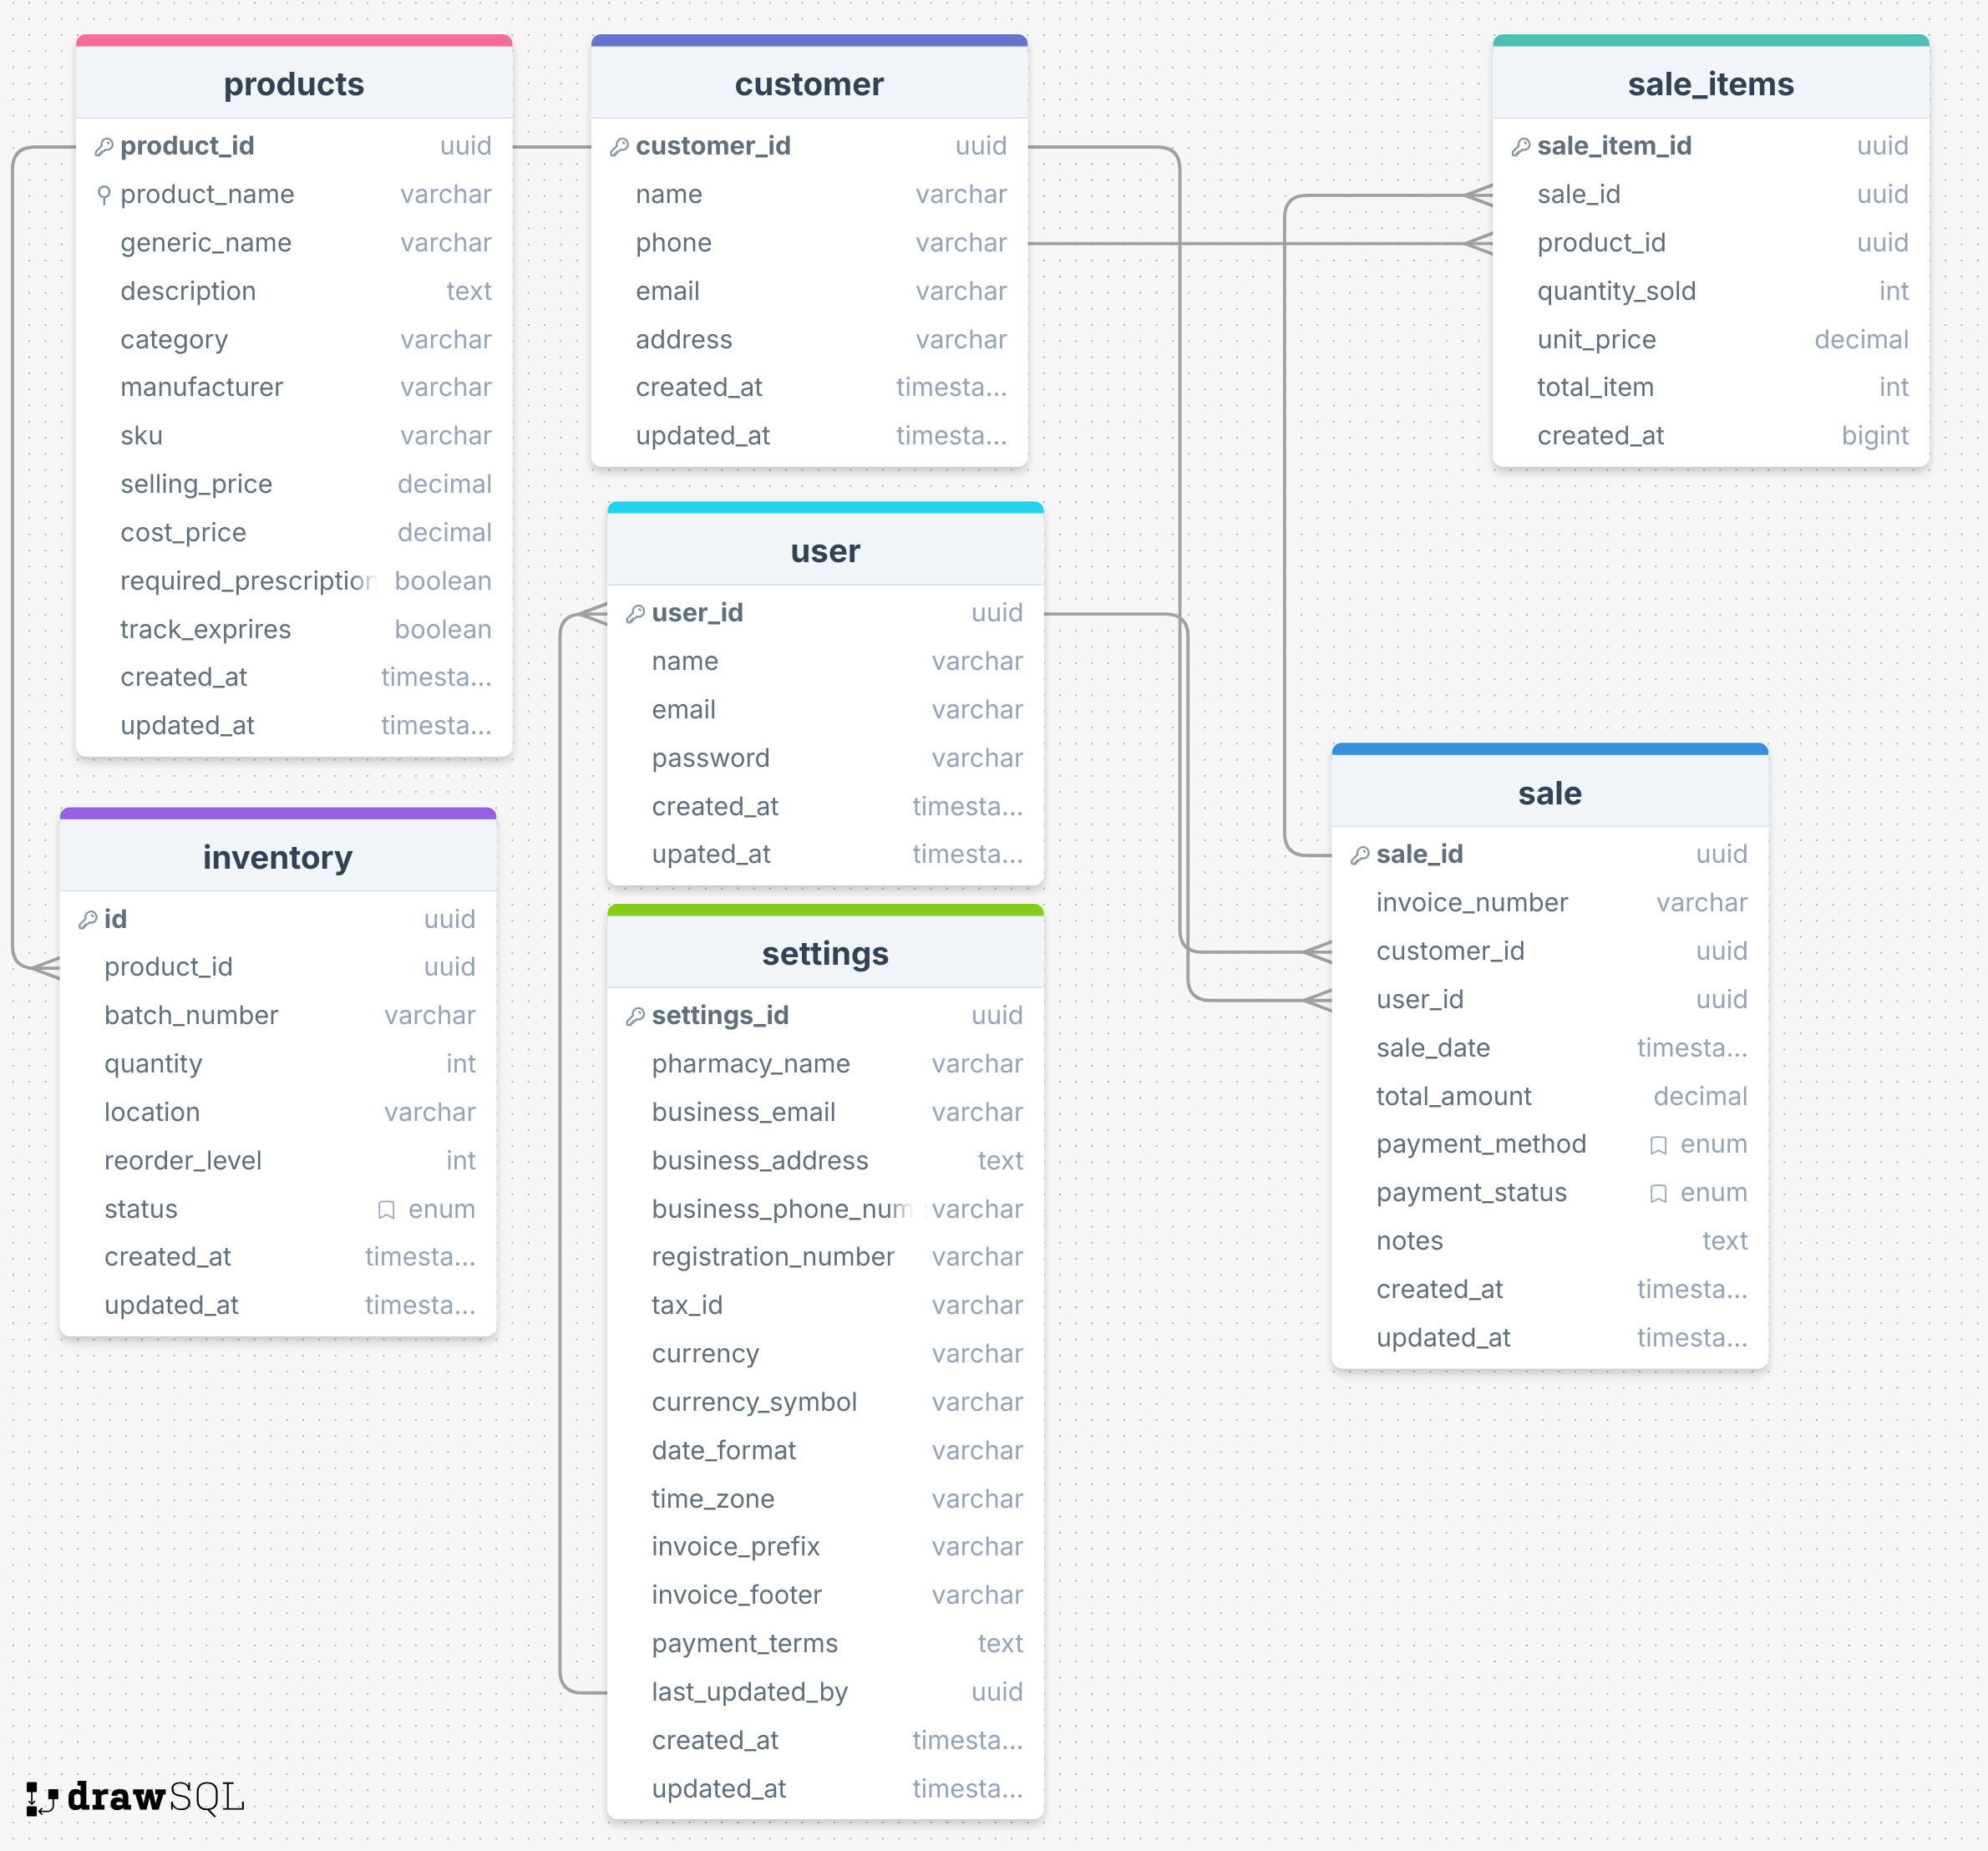 products
product_id uuid
product_name varchar
generic_name varchar
description text
category varchar
manufacturer varchar
sku varchar
selling_price decimal
cost_price decimal
required_prescription boolean
track_exprires boolean
created_at timesta...
updated_at timesta...
inventory
id uuid
product_id uuid
batch_number varchar
quantity int
location varchar
reorder_level int
status enum
created_at timesta...
updated_at timesta...
customer
customer_id uuid
name varchar
phone varchar
email varchar
address varchar
created_at timesta...
updated_at timesta...
user
user_id uuid
name varchar
email varchar
password varchar
created_at timesta...
upated_at timesta...
settings
settings_id uuid
pharmacy_name varchar
business_email varchar
business_address text
business_phone_num varchar
registration_number varchar
tax_id varchar
currency varchar
currency_symbol varchar
date_format varchar
time_zone varchar
invoice_prefix varchar
invoice_footer varchar
payment_terms text
last_updated_by uuid
created_at timesta...
updated_at timesta...
sale_items
sale_item_id uuid
sale_id uuid
product_id uuid
quantity_sold int
unit_price decimal
total_item int
created_at bigint
sale
sale_id uuid
invoice_number varchar
customer_id uuid
user_id uuid
sale_date timesta...
total_amount decimal
payment_method enum
payment_status enum
notes text
created_at timesta...
updated_at timesta...
drawSQL